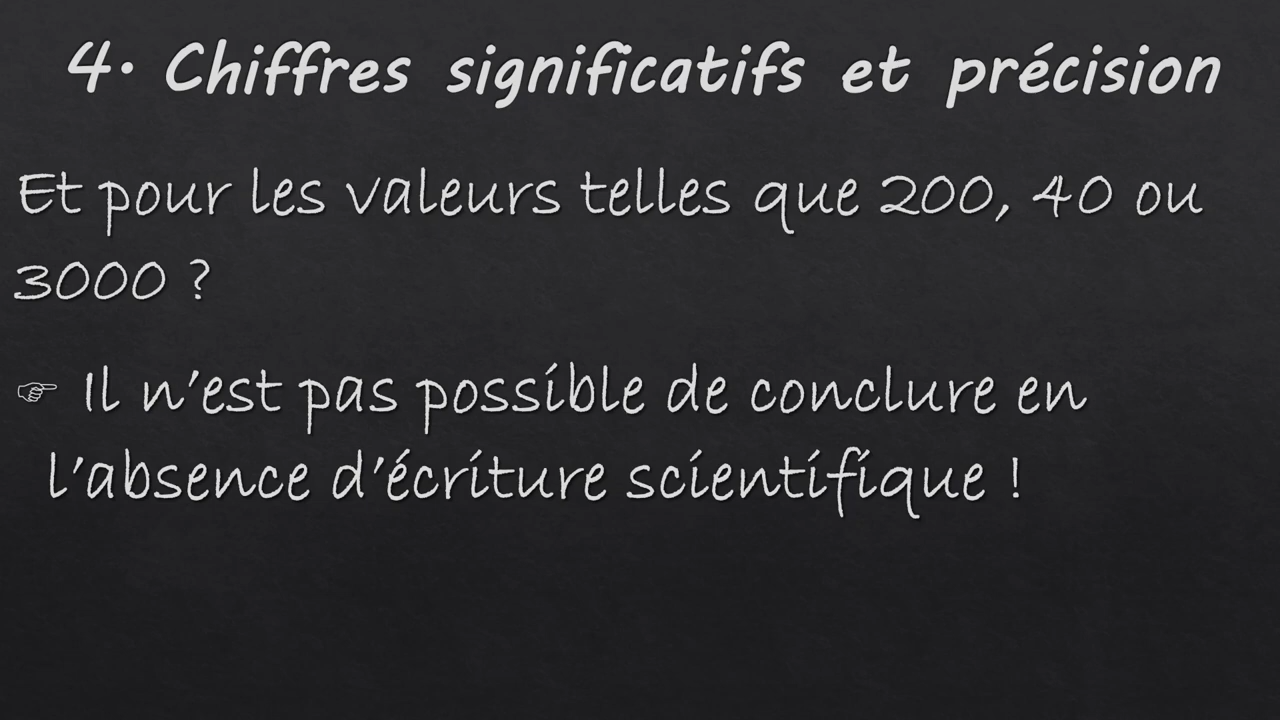 4. Chiffres significatifs et précision
Et pour les valeurs telles que 200, 40 ou
3000 ?
☞ Il n’est pas possible de conclure en
l’absence d’écriture scientifique !